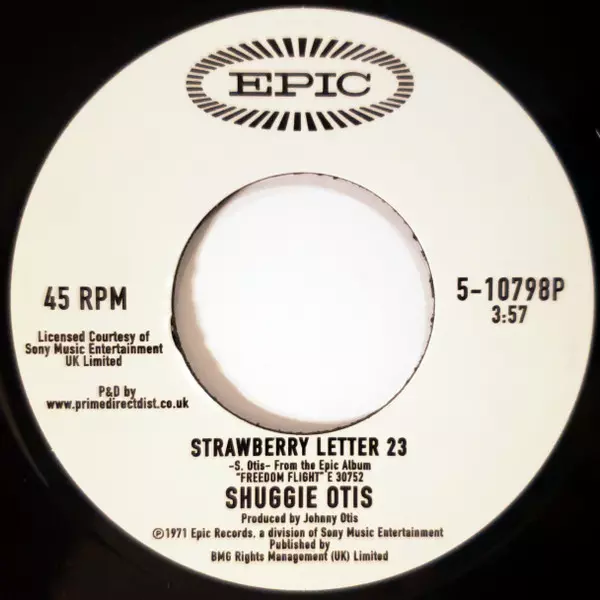 EPIC
45 RPM
5-10798P
3:57
Licensed Courtesy of
Sony Music Entertainment
UK Limited
P&D by
www.primedirectdist.co.uk
STRAWBERRY LETTER 23
-S. Otis- From the Epic Album
"FREEDOM FLIGHT" E 30752
SHUGGIE OTIS
Produced by Johnny Otis
℗1971 Epic Records, a division of Sony Music Entertainment
Published by
BMG Rights Management (UK) Limited